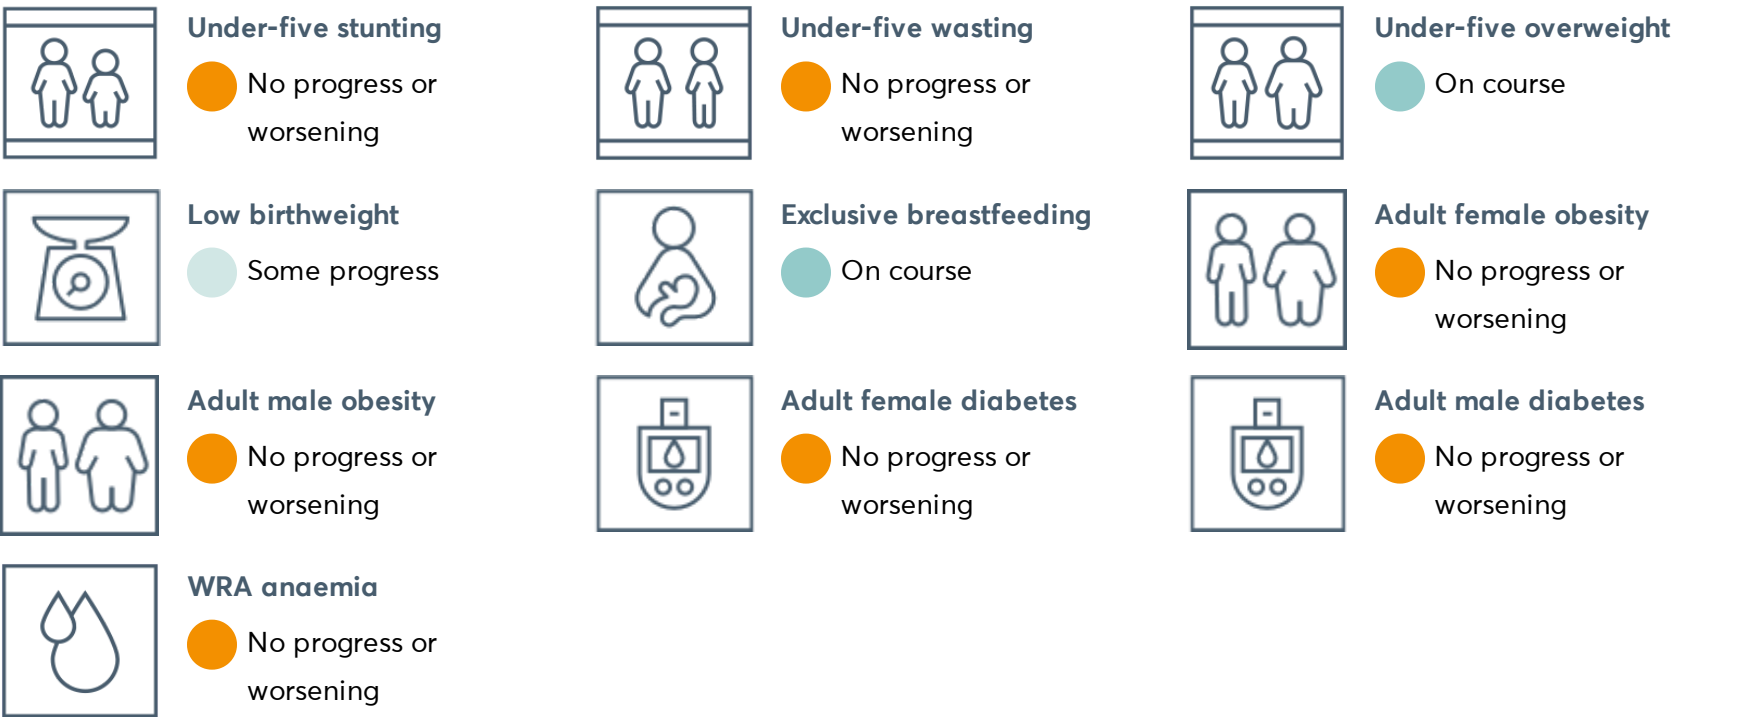 Under-five stunting
No progress or
worsening
Under-five wasting
No progress or
worsening
Under-five overweight
On course
Low birthweight
Some progress
Exclusive breastfeeding
On course
Adult female obesity
No progress or
worsening
Adult male obesity
No progress or
worsening
Adult female diabetes
No progress or
worsening
Adult male diabetes
No progress or
worsening
WRA anaemia
No progress or
worsening